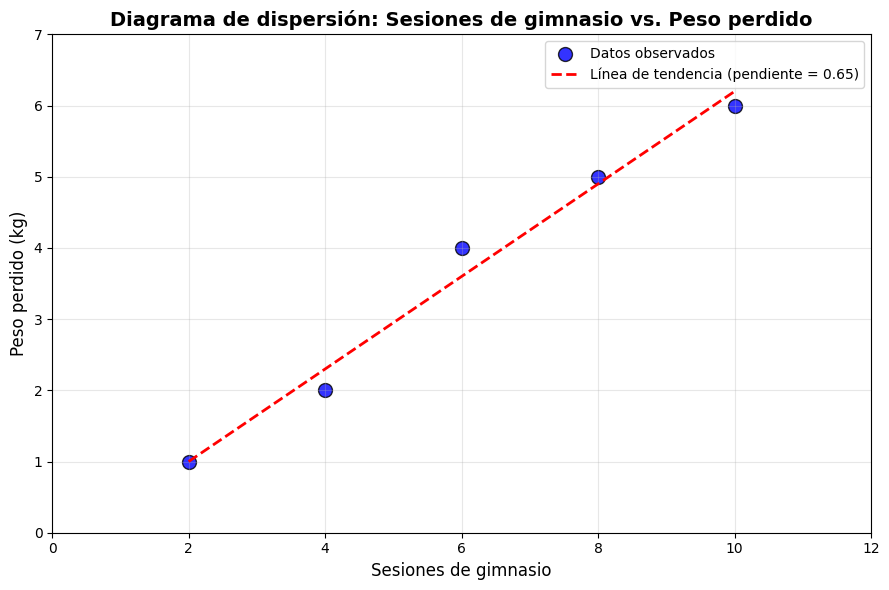 Diagrama de dispersión: Sesiones de gimnasio vs. Peso perdido
Datos observados
Línea de tendencia (pendiente = 0.65)
Peso perdido (kg)
7
6
5
4
3
2
1
0
0 2 4 6 8 10 12
Sesiones de gimnasio